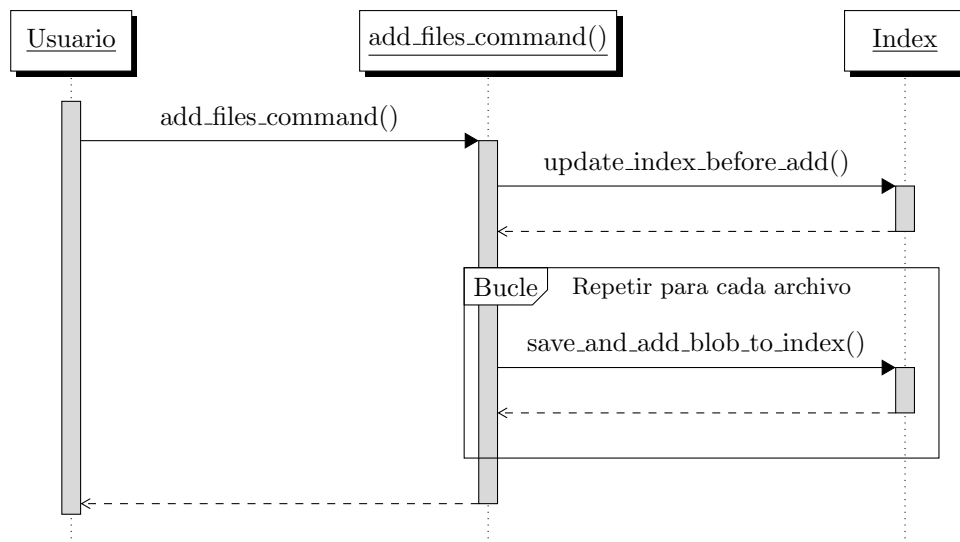 Usuario
add_files_command()
Index
add_files_command()
update_index_before_add()
Bucle
Repetir para cada archivo
save_and_add_blob_to_index()